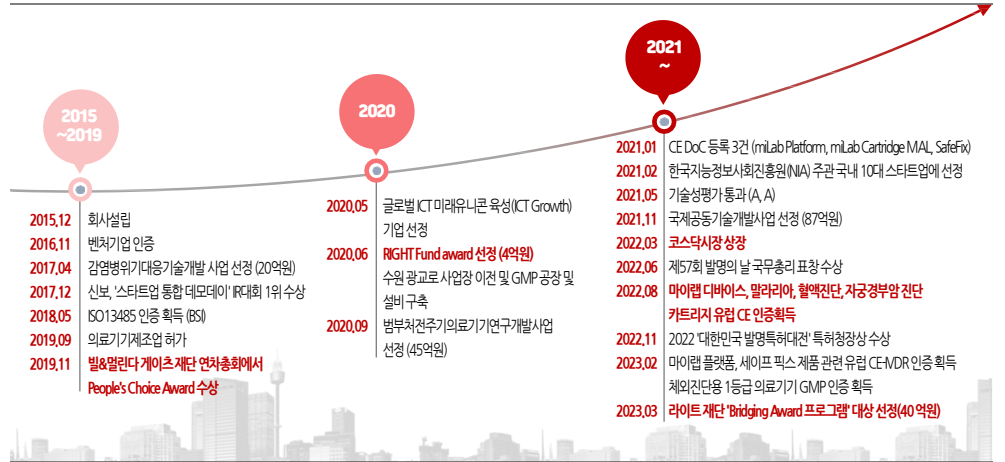 2015
~2019
2015.12 회사설립
2016.11 벤처기업 인증
2017.04 감염병위기대응기술개발 사업 선정 (20억원)
2017.12 신보, '스타트업 통합 데모데이' IR대회 1위 수상
2018.05 ISO13485 인증 획득 (BSI)
2019.09 의료기기제조업 허가
2019.11 빌&멀린다 게이츠 재단 연차총회에서
People's Choice Award 수상
2020
2020.05 글로벌 ICT 미래유니콘 육성(ICT Growth)
기업 선정
2020.06 RIGHT Fund award 선정 (4억원)
수원 광교로 사업장 이전 및 GMP 공장 및
설비 구축
2020.09 범부처전주기의료기기연구개발사업
선정 (45억원)
2021
~
2021.01 CE DoC 등록 3건 (miLab Platform, miLab Cartridge MAL, SafeFix)
2021.02 한국지능정보사회진흥원(NIA) 주관 국내 10대 스타트업에 선정
2021.05 기술성평가 통과 (A, A)
2021.11 국제공동기술개발사업 선정 (87억원)
2022.03 코스닥시장 상장
2022.06 제57회 발명의 날 국무총리 표창 수상
2022.08 마이랩 디바이스, 말라리아, 혈액진단, 자궁경부암 진단
카트리지 유럽 CE 인증획득
2022.11 2022 '대한민국 발명특허대전' 특허청장상 수상
2023.02 마이랩 플랫폼, 세이프 픽스 제품 관련 유럽 CE-IVDR 인증 획득
체외진단용 1등급 의료기기 GMP 인증 획득
2023.03 라이트 재단 'Bridging Award 프로그램' 대상 선정(40 억원)